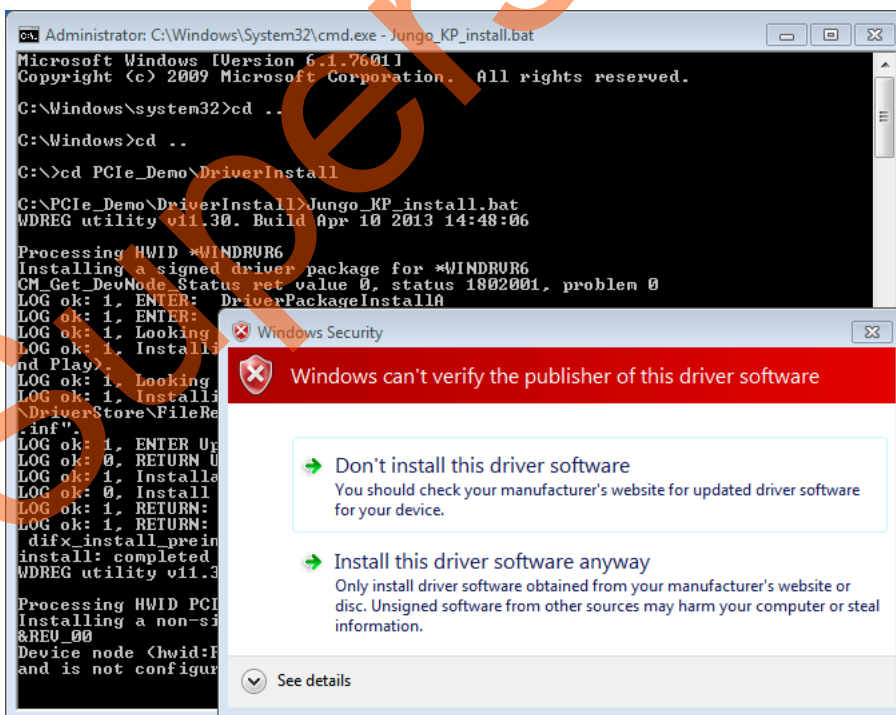 Administrator: C:\Windows\System32\cmd.exe - Jungo_KP_install.bat
Microsoft Windows [Version 6.1.7601]
Copyright (c) 2009 Microsoft Corporation.  All rights reserved.
C:\Windows\system32>cd ..
C:\Windows>cd ..
C:\>cd PCIe_Demo\DriverInstall
C:\PCIe_Demo\DriverInstall>Jungo_KP_install.bat
WDREG utility v11.30. Build Apr 10 2013 14:48:06
Processing HWID *WINDRVR6
Installing a signed driver package for *WINDRVR6
CM_Get_DevNode_Status ret value 0, status 1802001, problem 0
LOG ok: 1, ENTER:  DriverPackageInstallA
LOG ok: 1, ENTER:
LOG ok: 1, Looking
LOG ok: 1, Installi
nd Play).
LOG ok: 1, Looking
LOG ok: 1, Installi
\DriverStore\FileRe
.inf".
LOG ok: 1, ENTER Up
LOG ok: 0, RETURN U
LOG ok: 1, Installa
LOG ok: 0, Install
LOG ok: 1, RETURN:
LOG ok: 1, RETURN:
difx_install_prein
install: completed
WDREG utility v11.3
Processing HWID PCI
Installing a non-si
&REV_00
Device node (hwid:P
and is not configur
Windows Security
Windows can't verify the publisher of this driver software
Don't install this driver software
You should check your manufacturer's website for updated driver software
for your device.
Install this driver software anyway
Only install driver software obtained from your manufacturer's website or
disc. Unsigned software from other sources may harm your computer or steal
information.
See details
Supers